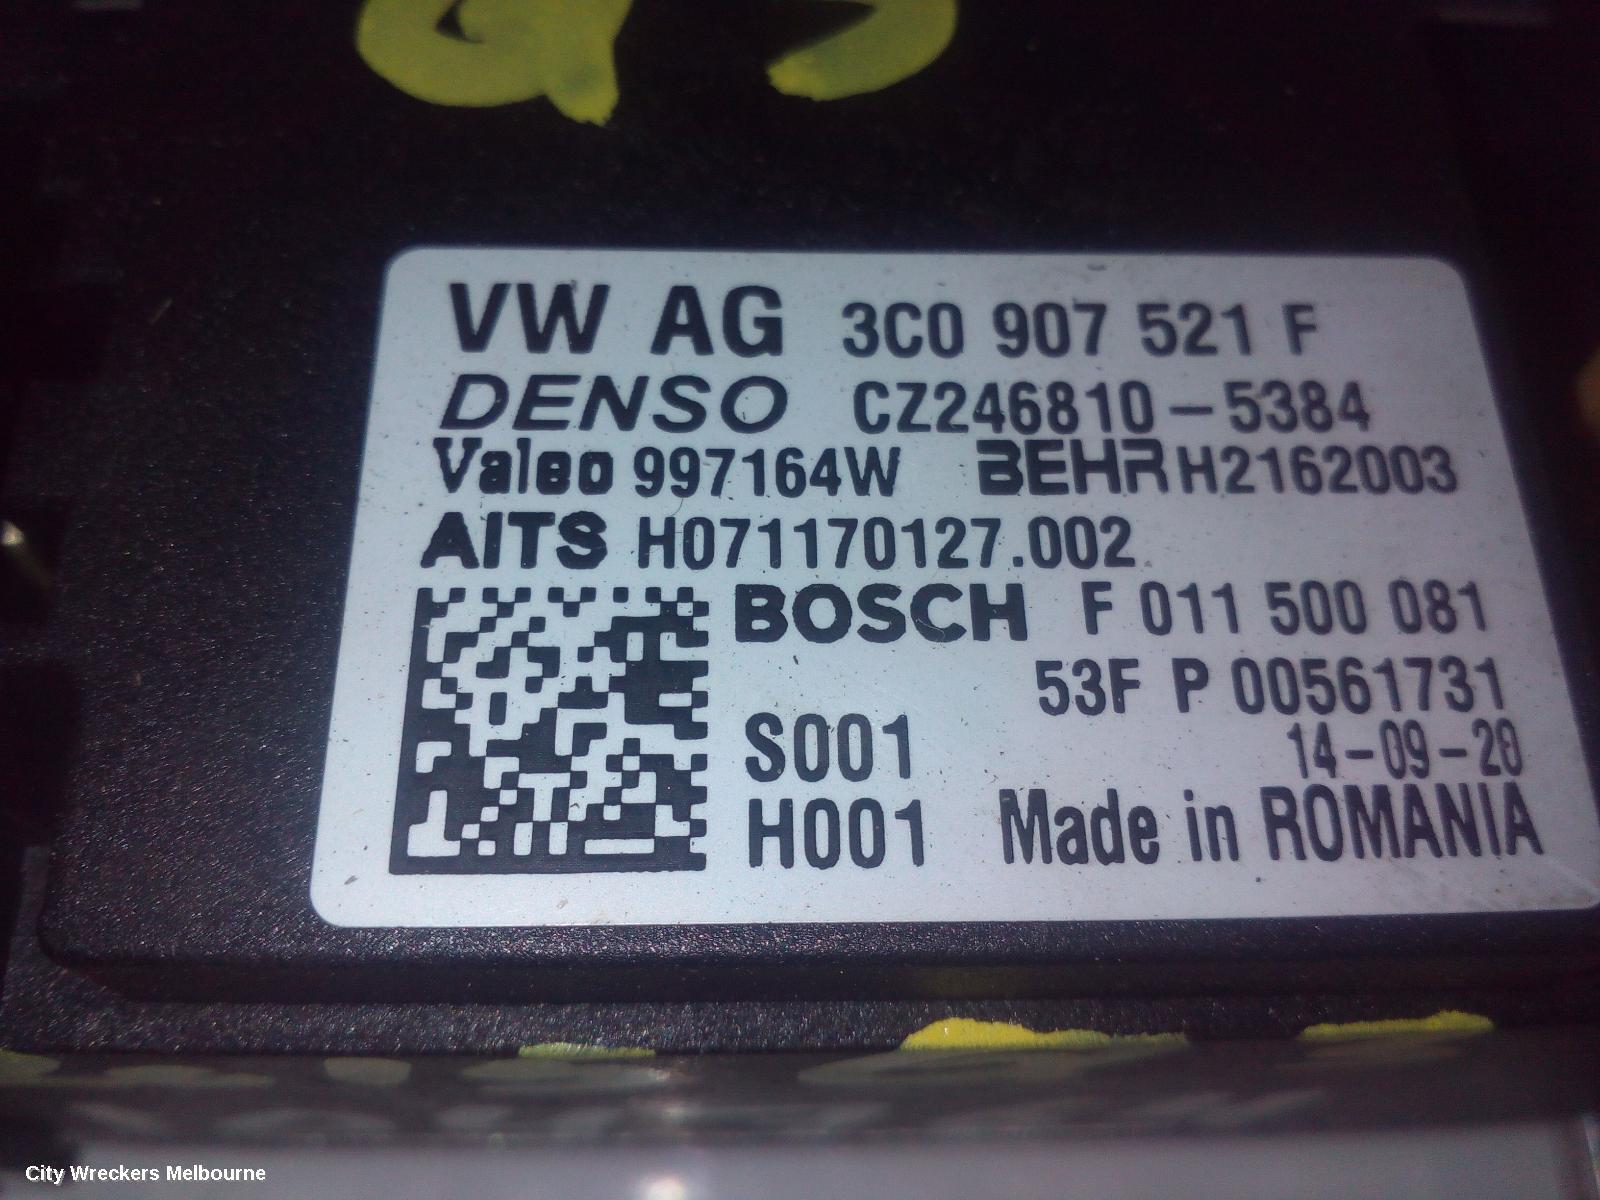 VW AG 3C0 907 521 F
DENSO CZ246810-5384
Valeo 997164W BEHR H2162003
AITS H071170127.002
BOSCH F 011 500 081
53F P 00561731
S001 14-09-20
H001 Made in ROMANIA
City Wreckers Melbourne